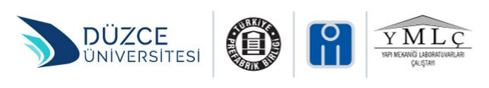 DÜZCE
ÜNİVERSİTESİ
TÜRKİYE
PREFABRİK BİRLİĞİ
YMLÇ
YAPI MEKANİĞİ LABORATUVARLARI
ÇALIŞTAYI